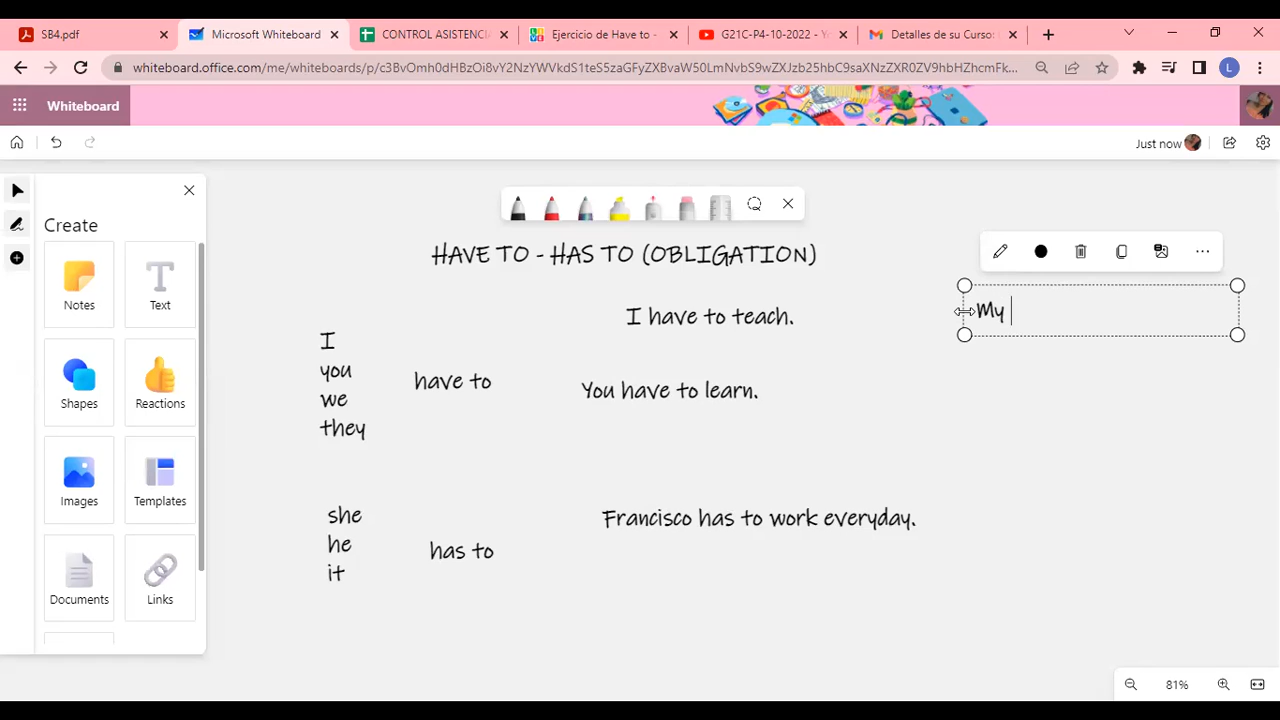 SB4.pdf
Microsoft Whiteboard
CONTROL ASISTENCI
Ejercicio de Have to -
G21C-P4-10-2022 - Y
Detalles de su Curso:
Whiteboard
Just now
Create
Notes
Text
Shapes
Reactions
Images
Templates
Documents
Links
HAVE TO - HAS TO (OBLIGATION)
I have to teach.
My
I
you
we
they
have to
You have to learn.
she
he
it
has to
Francisco has to work everyday.
81%